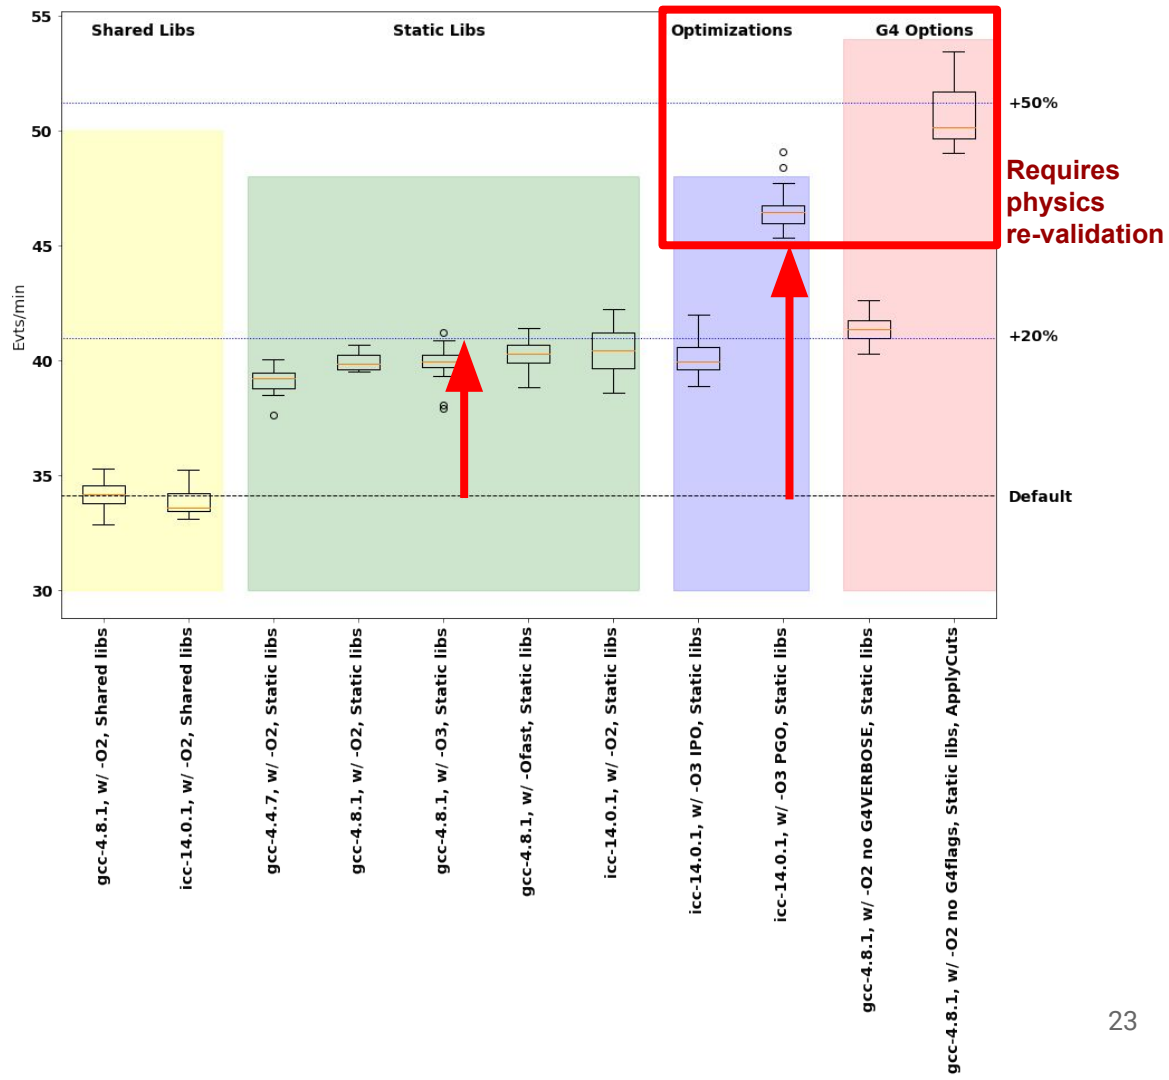 Shared Libs
Static Libs
Optimizations
G4 Options
55
50
45
40
35
30
Evts/min
+50%
+20%
Default
Requires
physics
re-validation
gcc-4.8.1, w/ -O2, Shared libs
icc-14.0.1, w/ -O2, Shared libs
gcc-4.4.7, w/ -O2, Static libs
gcc-4.8.1, w/ -O2, Static libs
gcc-4.8.1, w/ -O3, Static libs
gcc-4.8.1, w/ -Ofast, Static libs
icc-14.0.1, w/ -O2, Static libs
icc-14.0.1, w/ -O3 IPO, Static libs
icc-14.0.1, w/ -O3 PGO, Static libs
gcc-4.8.1, w/ -O2 no G4VERBOSE, Static libs
gcc-4.8.1, w/ -O2 no G4flags, Static libs, ApplyCuts
23